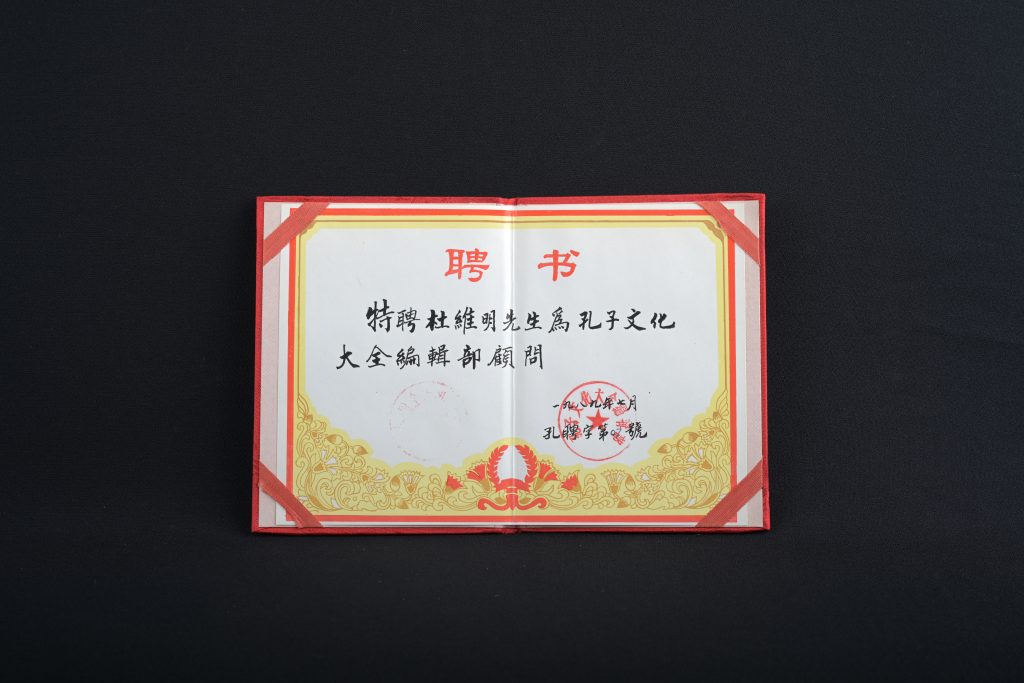 聘书
特聘杜維明先生爲孔子文化
大全編輯部顧問
一九八九年七月
孔聘字第 號